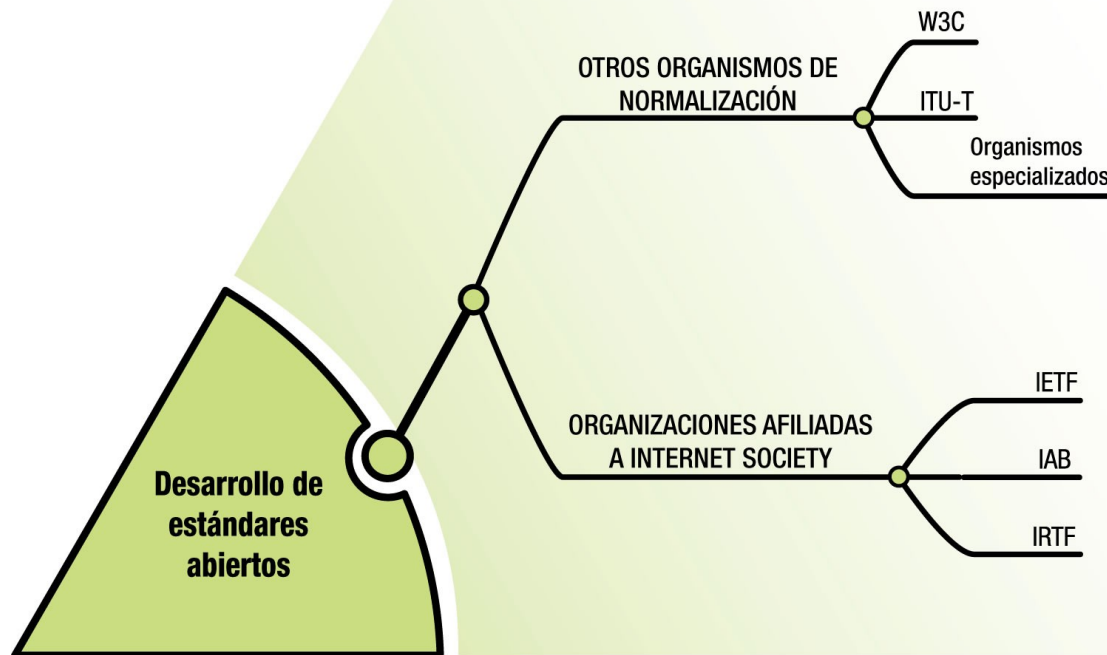 W3C
OTROS ORGANISMOS DE
NORMALIZACIÓN
ITU-T
Organismos
especializados
IETF
ORGANIZACIONES AFILIADAS
A INTERNET SOCIETY
IAB
IRTF
Desarrollo de
estándares
abiertos